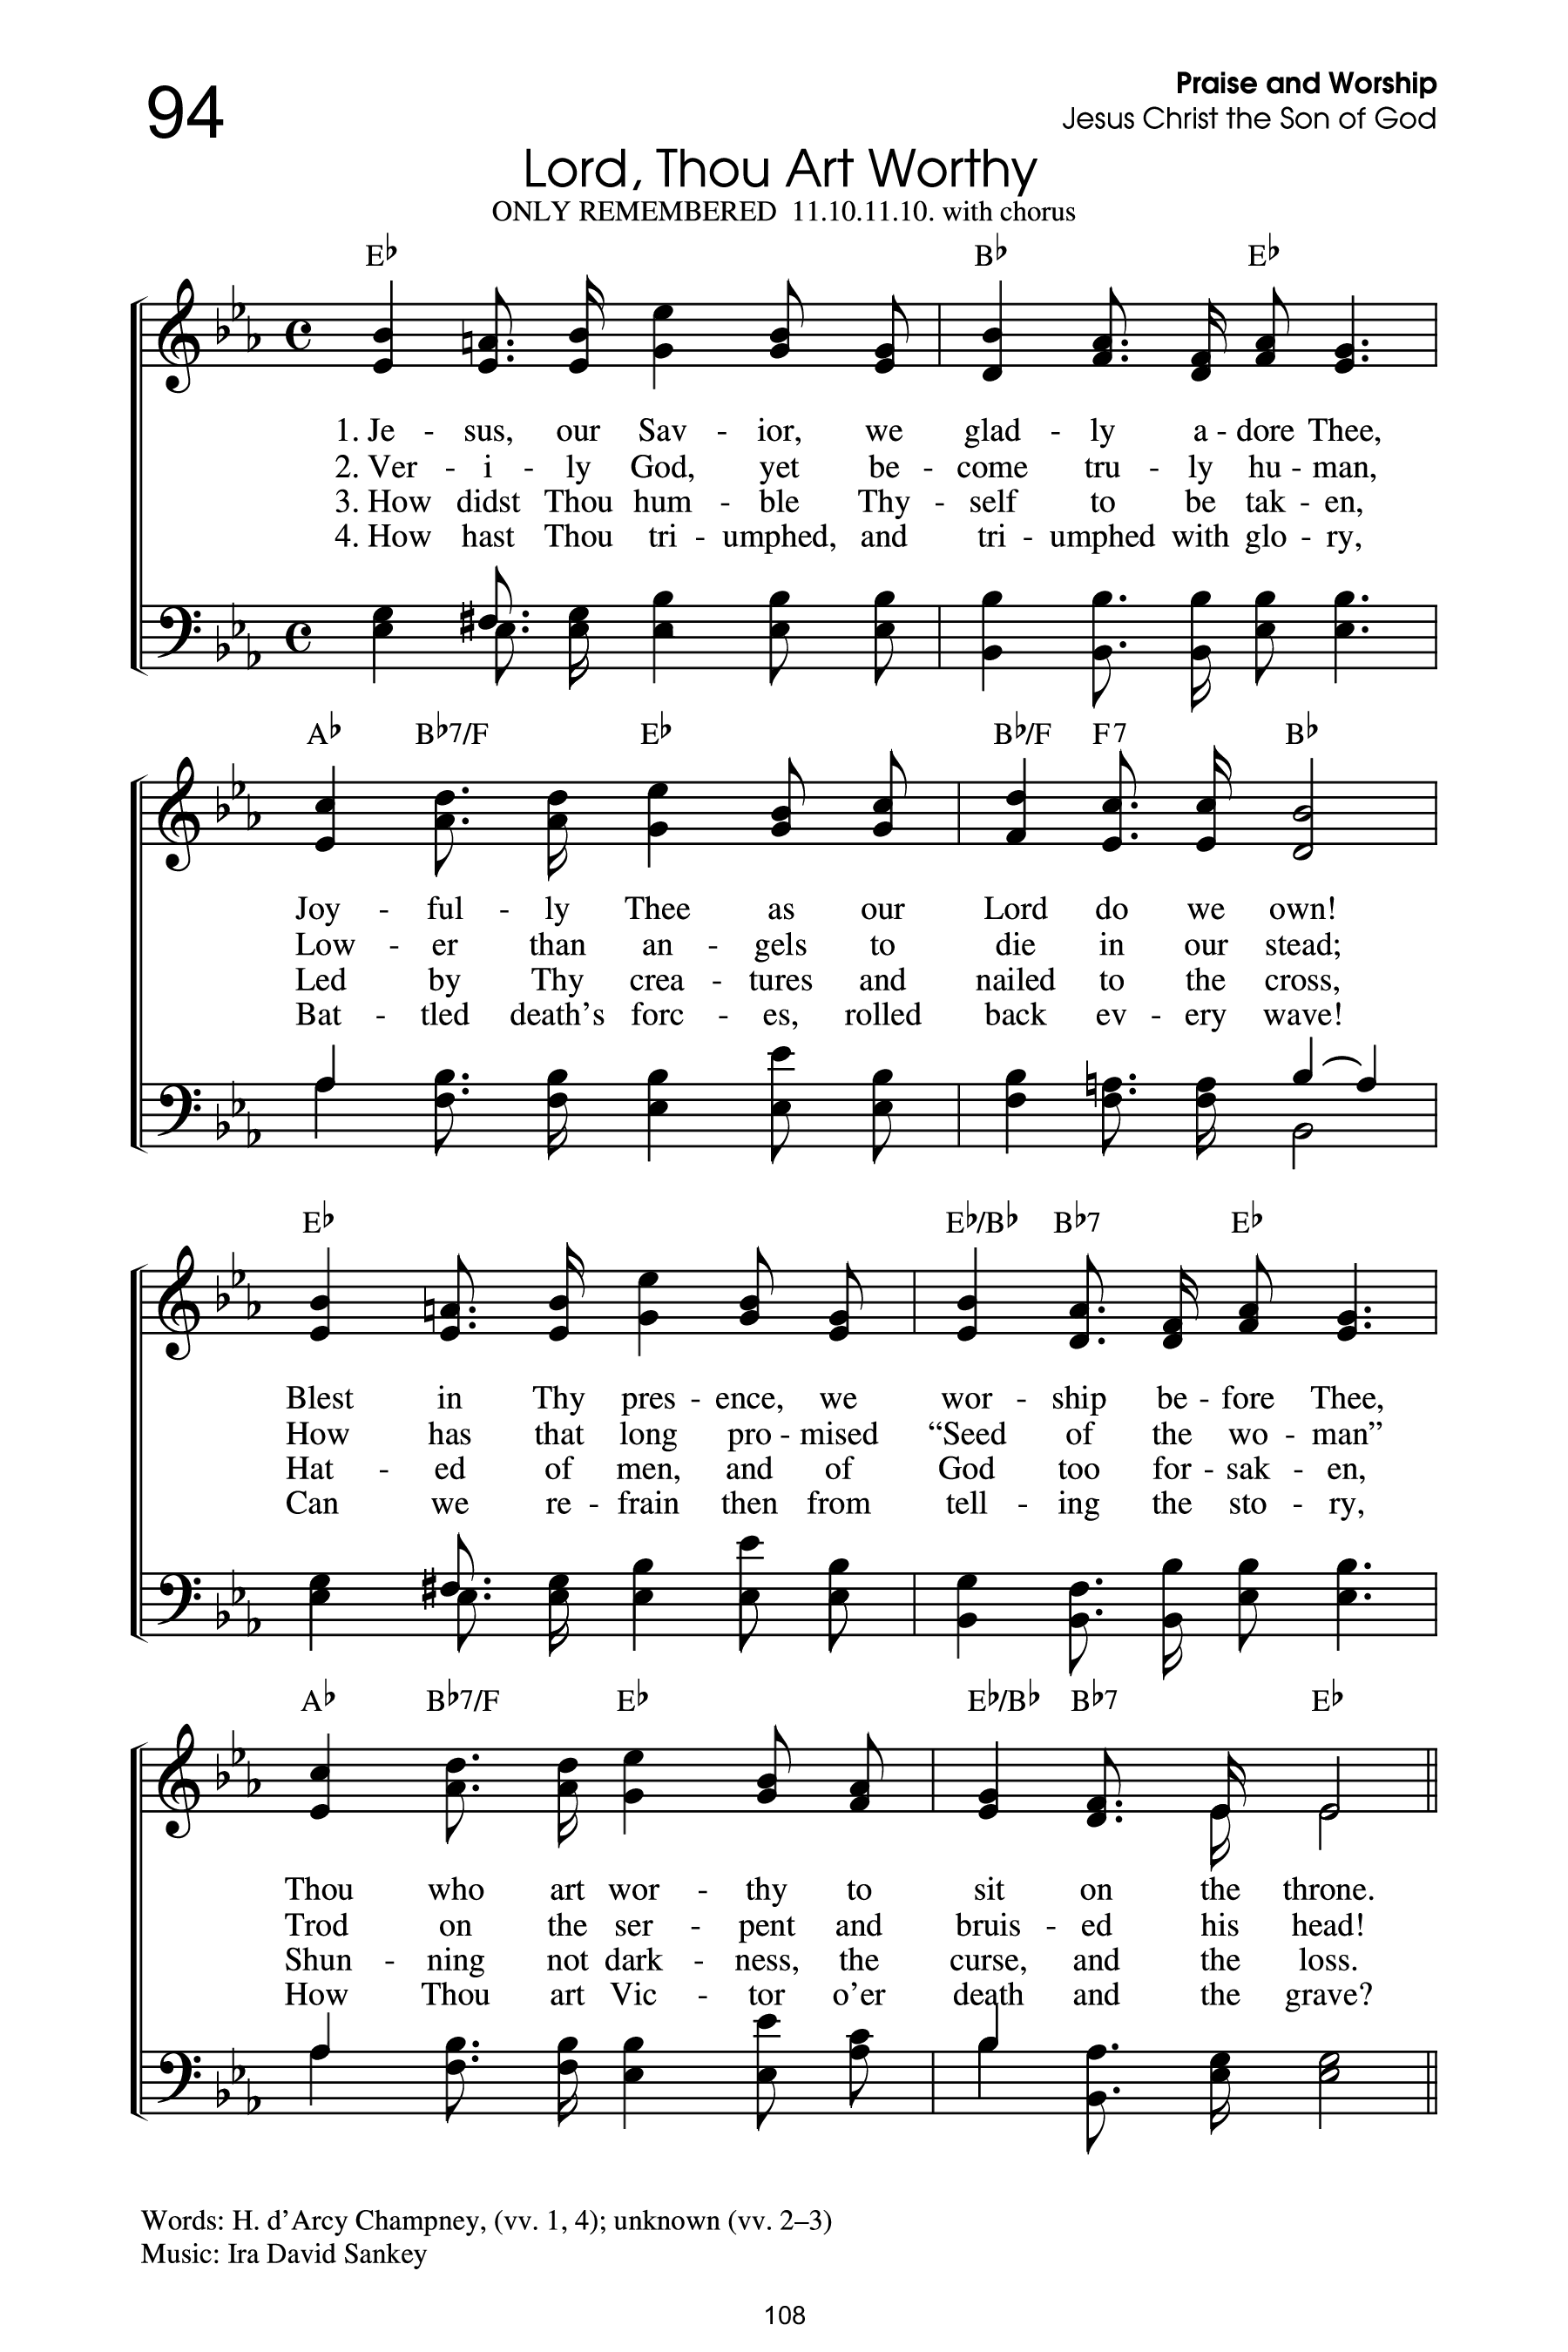 94
Praise and Worship
Jesus Christ the Son of God
Lord, Thou Art Worthy
ONLY REMEMBERED 11.10.11.10. with chorus
E♭ B♭ E♭
1. Je - sus, our Sav - ior, we glad - ly a - dore Thee,
2. Ver - i - ly God, yet be - come tru - ly hu - man,
3. How didst Thou hum - ble Thy - self to be tak - en,
4. How hast Thou tri - umphed, and tri - umphed with glo - ry,
A♭ B♭7/F E♭ B♭/F F7 B♭
Joy - ful - ly Thee as our Lord do we own!
Low - er than an - gels to die in our stead;
Led by Thy crea - tures and nailed to the cross,
Bat - tled death's forc - es, rolled back ev - ery wave!
E♭ E♭/B♭ B♭7 E♭
Blest in Thy pres - ence, we wor - ship be - fore Thee,
How has that long pro - mised “Seed of the wo - man”
Hat - ed of men, and of God too for - sak - en,
Can we re - frain then from tell - ing the sto - ry,
A♭ B♭7/F E♭ E♭/B♭ B♭7 E♭
Thou who art wor - thy to sit on the throne.
Trod on the ser - pent and bruis - ed his head!
Shun - ning not dark - ness, the curse, and the loss.
How Thou art Vic - tor o'er death and the grave?
Words: H. d'Arcy Champney, (vv. 1, 4); unknown (vv. 2–3)
Music: Ira David Sankey
108